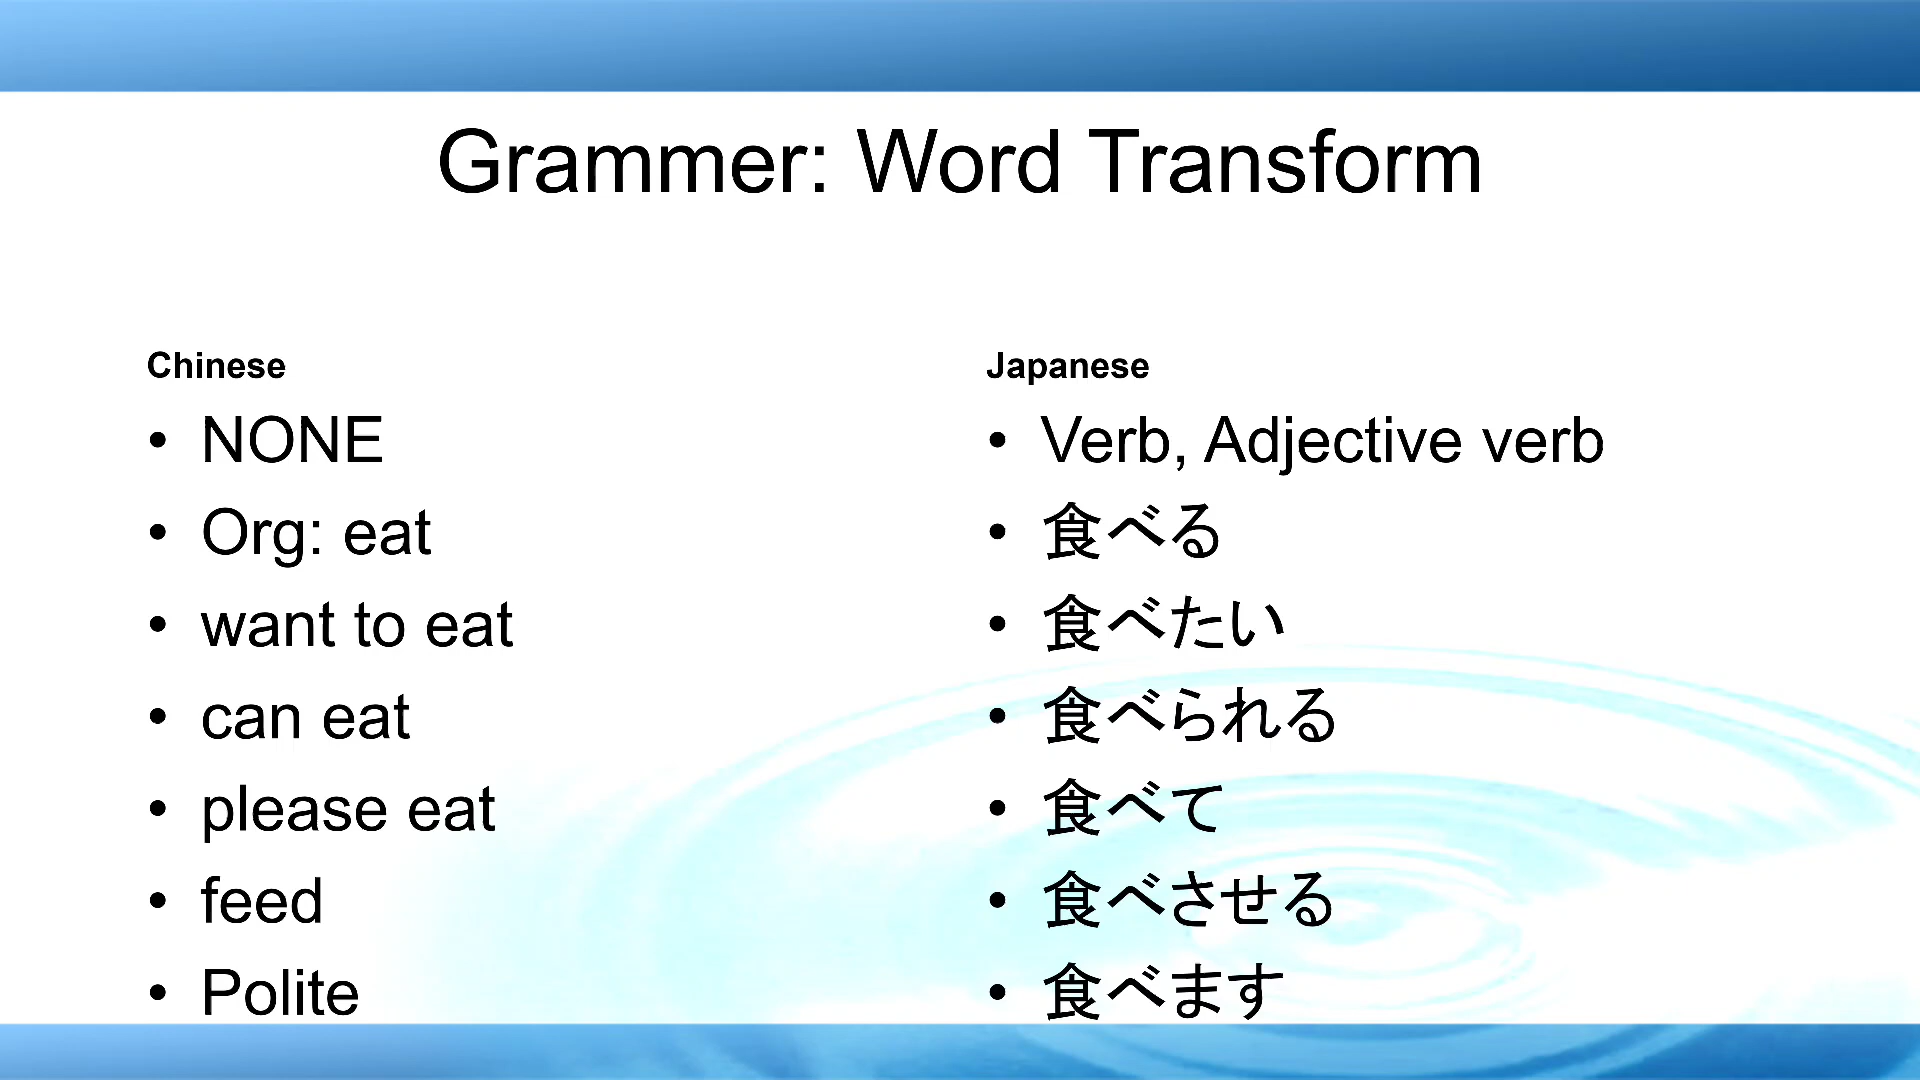 Grammer: Word Transform
Chinese
• NONE
• Org: eat
• want to eat
• can eat
• please eat
• feed
• Polite
Japanese
• Verb, Adjective verb
• 食べる
• 食べたい
• 食べられる
• 食べて
• 食べさせる
• 食べます